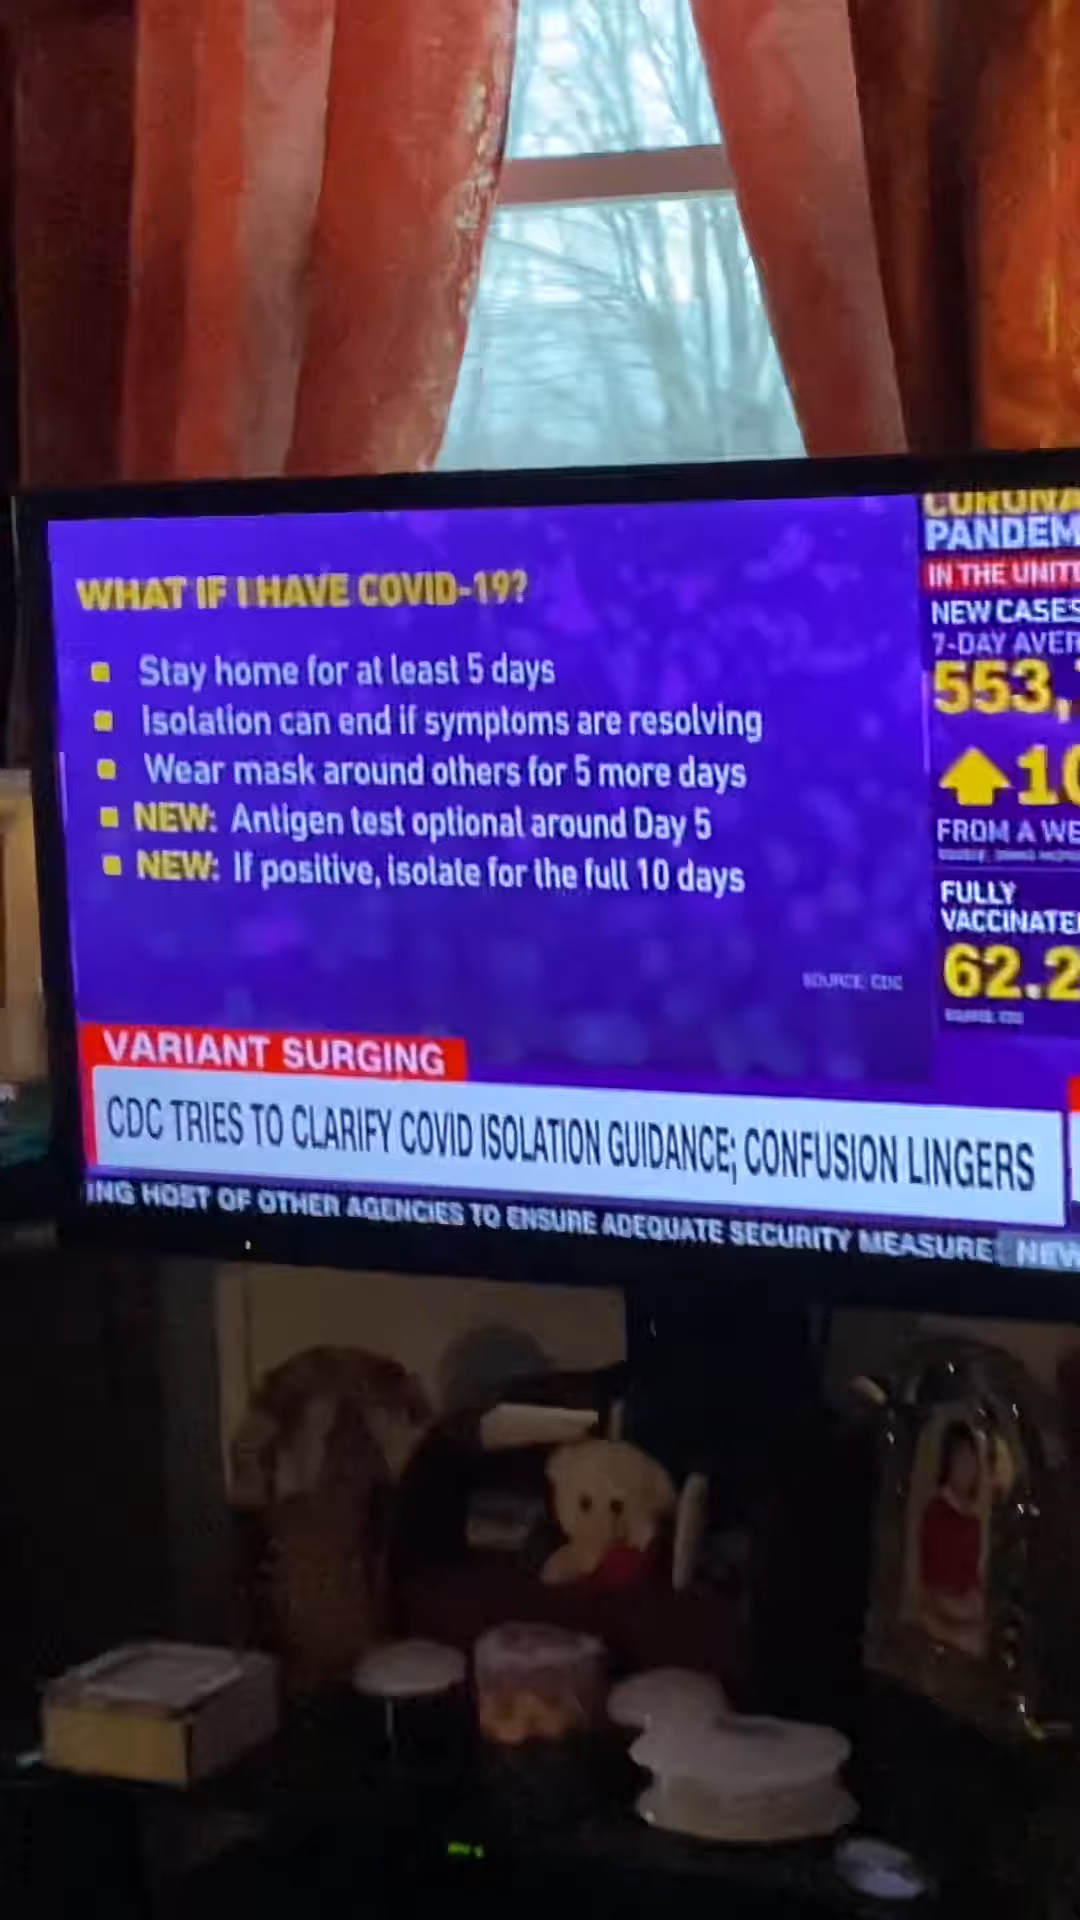 WHAT IF I HAVE COVID-19?
Stay home for at least 5 days
Isolation can end if symptoms are resolving
Wear mask around others for 5 more days
NEW: Antigen test optional around Day 5
NEW: If positive, isolate for the full 10 days
SOURCE: CDC
VARIANT SURGING
CDC TRIES TO CLARIFY COVID ISOLATION GUIDANCE; CONFUSION LINGERS
ING HOST OF OTHER AGENCIES TO ENSURE ADEQUATE SECURITY MEASURE NEW
CORONA
PANDEM
IN THE UNIT
NEW CASES
7-DAY AVER
553,
10
FROM A WE
FULLY
VACCINATE
62.2